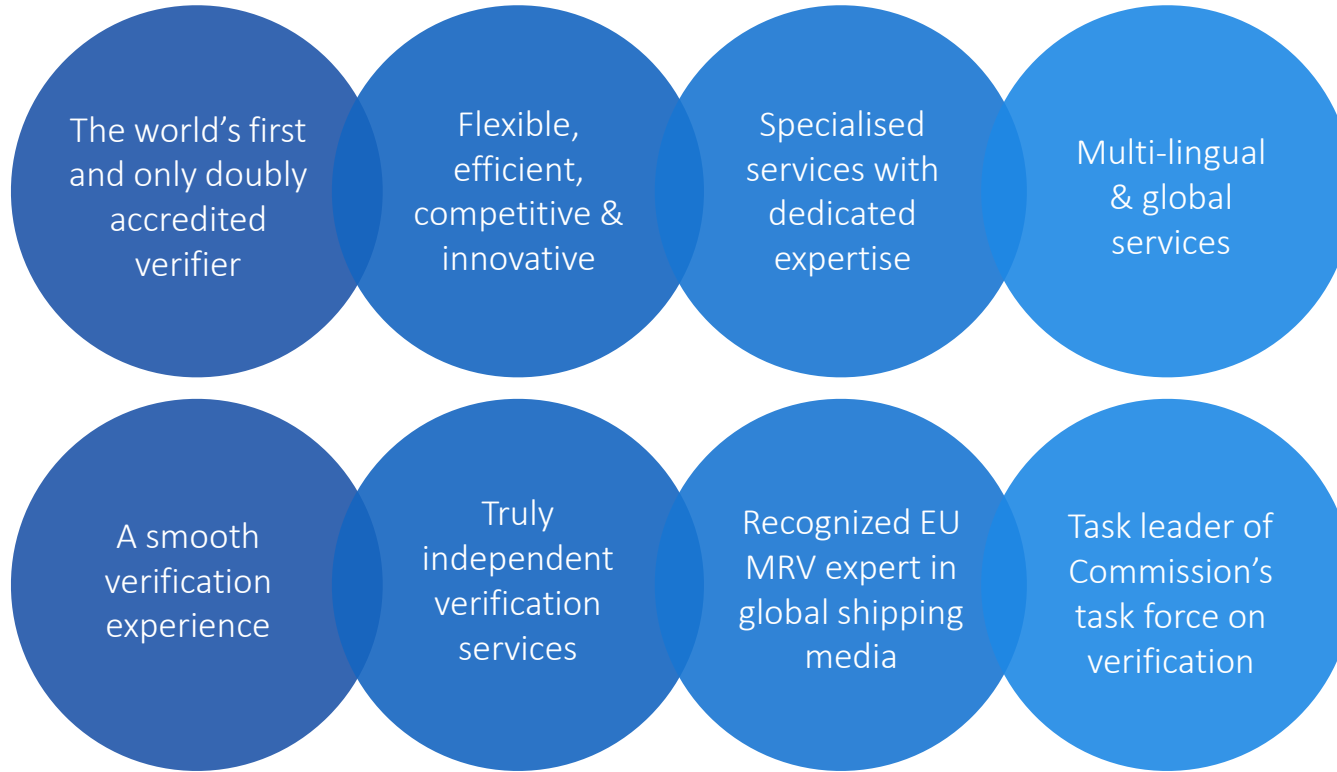 The world’s first
and only doubly
accredited
verifier
Flexible,
efficient,
competitive &
innovative
Specialised
services with
dedicated
expertise
Multi-lingual
& global
services
A smooth
verification
experience
Truly
independent
verification
services
Recognized EU
MRV expert in
global shipping
media
Task leader of
Commission’s
task force on
verification